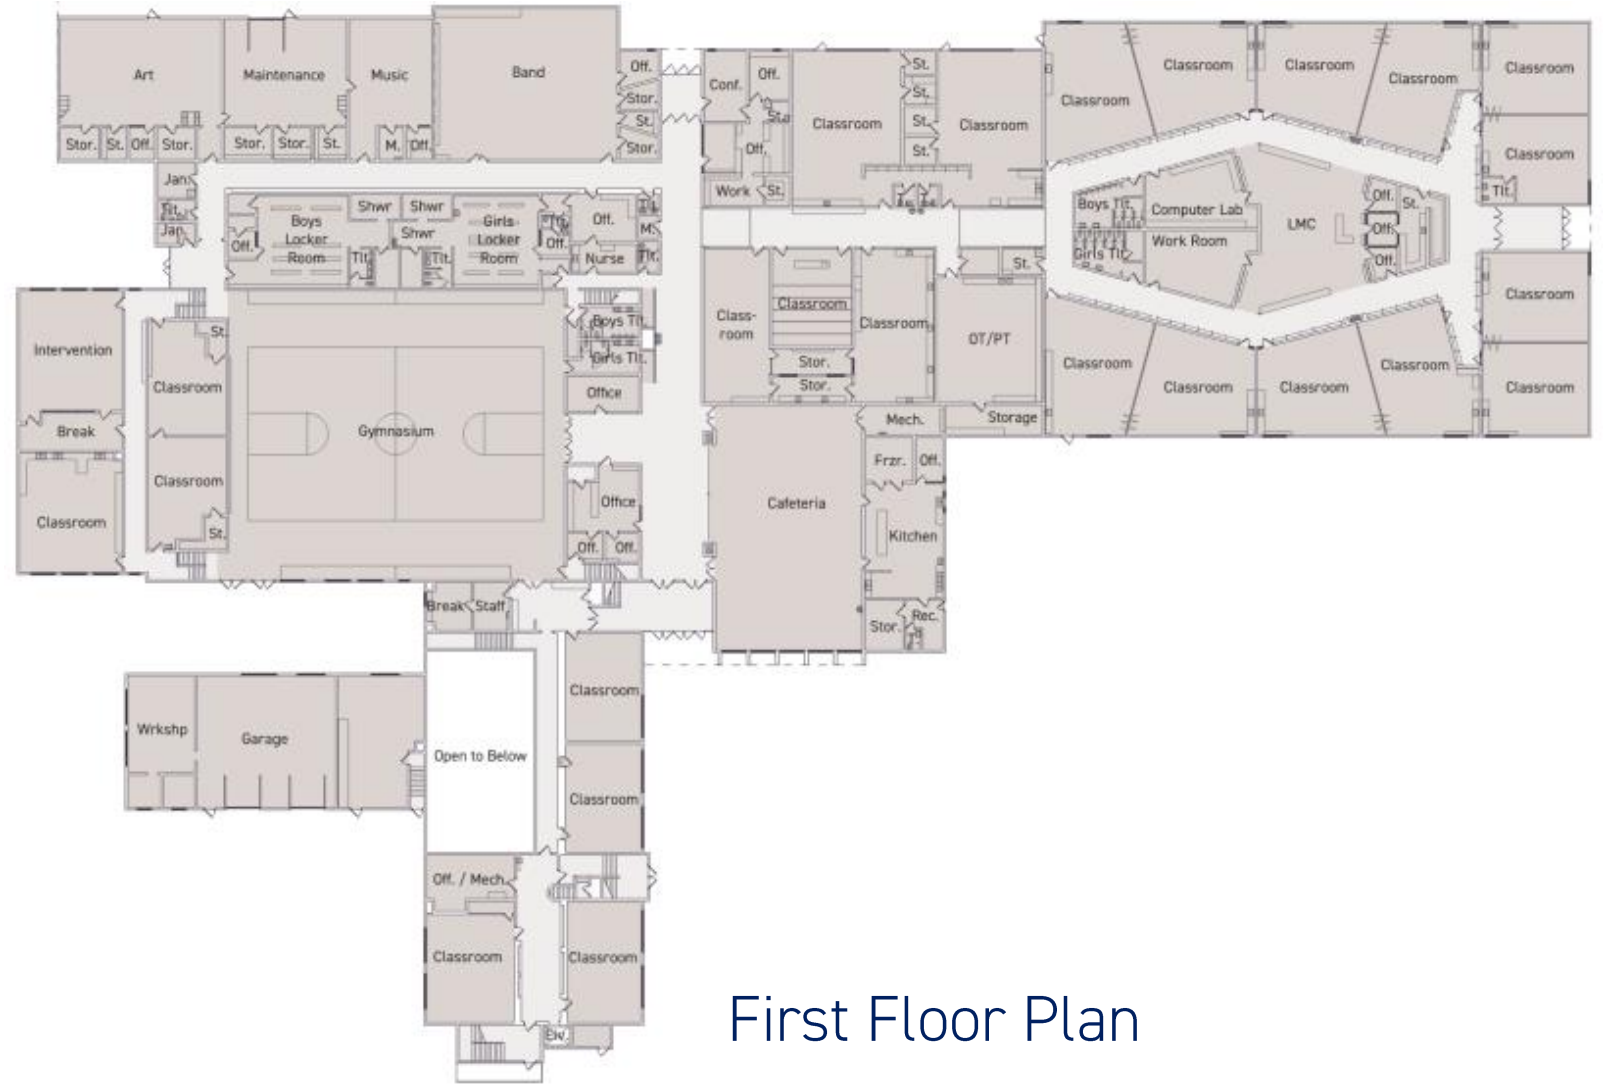 Art
Maintenance
Music
Band
Off.
Stor.
St.
Stor.
Stor.
St.
Off.
Stor.
Stor.
Stor.
St.
M.
Off.
Conf.
Off.
Off.
Work
St.
Classroom
St.
St.
St.
St.
Classroom
Classroom
Classroom
Classroom
Classroom
Classroom
Classroom
Tlt.
Jan
Tlt.
Jan
Off.
Boys
Locker
Room
Shwr
Shwr
Shwr
Tlt.
Tlt.
Girls
Locker
Room
Off.
Off.
Nurse
M.
Tlt.
Boys Tlt.
Girls Tlt.
Computer Lab
Work Room
LMC
Off.
Off.
Off.
St.
Class-
room
Classroom
Stor.
Stor.
Classroom
St.
OT/PT
Storage
Classroom
Classroom
Classroom
Classroom
Classroom
Classroom
Intervention
Break
Classroom
St.
Classroom
Classroom
St.
Gymnasium
Boys Tlt.
Girls Tlt.
Office
Office
Off.
Off.
Cafeteria
Mech.
Frzr.
Off.
Kitchen
Stor.
Rec.
Break
Staff
Wrkshp
Garage
Open to Below
Classroom
Classroom
Off. / Mech.
Classroom
Classroom
Elv.
First Floor Plan